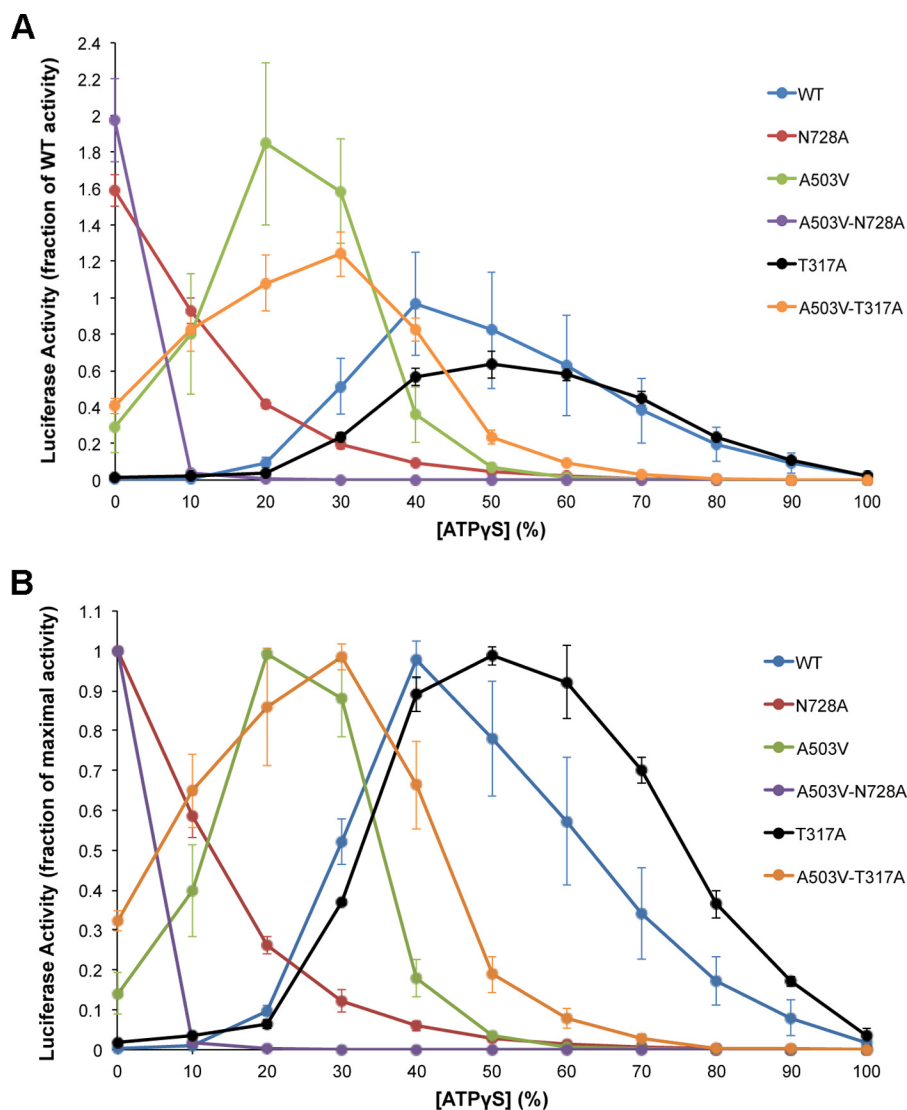 A
Luciferase Activity (fraction of WT activity)
2.4
2.2
2
1.8
1.6
1.4
1.2
1
0.8
0.6
0.4
0.2
0
0 10 20 30 40 50 60 70 80 90 100
[ATPγS] (%)
WT
N728A
A503V
A503V-N728A
T317A
A503V-T317A
B
Luciferase Activity (fraction of maximal activity)
1.1
1
0.9
0.8
0.7
0.6
0.5
0.4
0.3
0.2
0.1
0
0 10 20 30 40 50 60 70 80 90 100
[ATPγS] (%)
WT
N728A
A503V
A503V-N728A
T317A
A503V-T317A